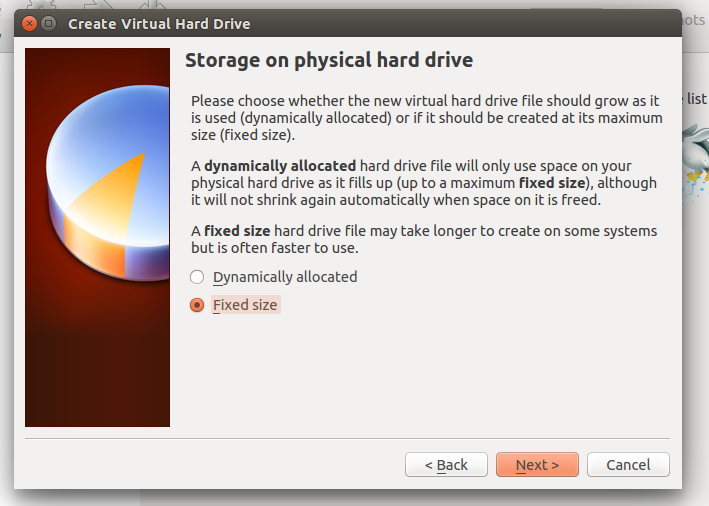 Create Virtual Hard Drive
Storage on physical hard drive
Please choose whether the new virtual hard drive file should grow as it
is used (dynamically allocated) or if it should be created at its maximum
size (fixed size).
A dynamically allocated hard drive file will only use space on your
physical hard drive as it fills up (up to a maximum fixed size), although
it will not shrink again automatically when space on it is freed.
A fixed size hard drive file may take longer to create on some systems
but is often faster to use.
Dynamically allocated
Fixed size
< Back
Next >
Cancel
list